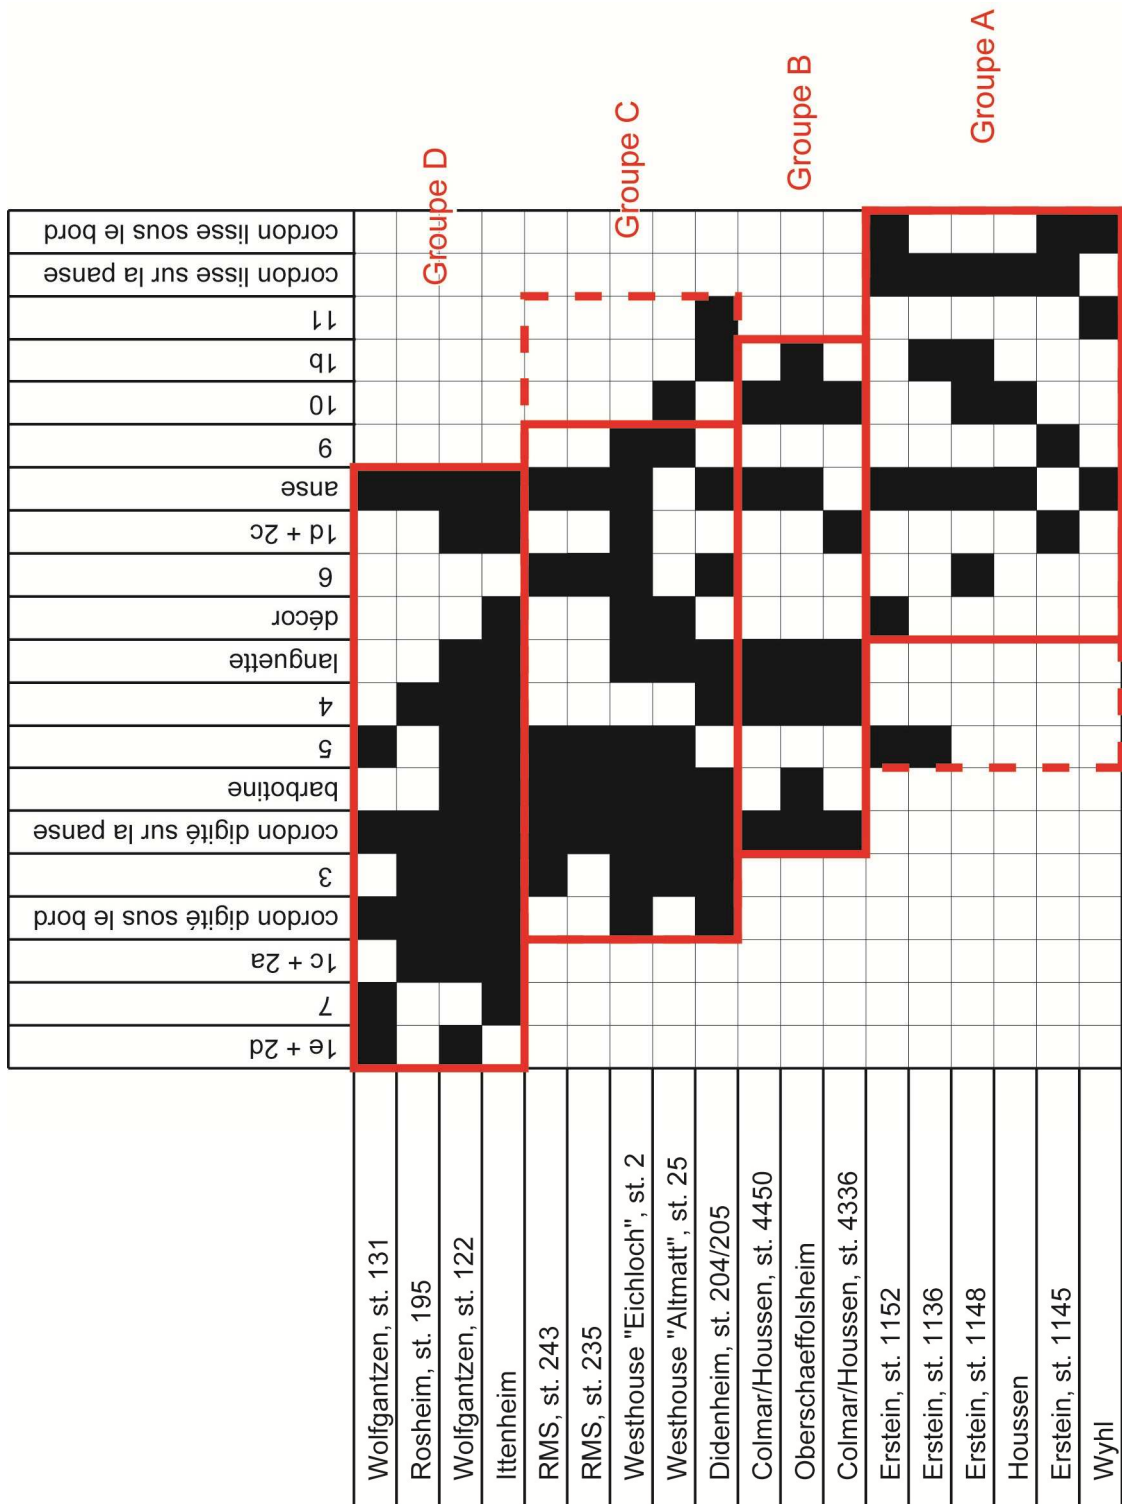 cordon lisse sous le bord
cordon lisse sur la panse
11
1b
10
9
anse
1d + 2c
6
décor
languette
4
5
barbotine
cordon digité sur la panse
3
cordon digité sous le bord
1c + 2a
7
1e + 2d
Wolfgantzen, st. 131
Rosheim, st. 195
Wolfgantzen, st. 122
Ittenheim
RMS, st. 243
RMS, st. 235
Westhouse "Eichloch", st. 2
Westhouse "Altmatt", st. 25
Didenheim, st. 204/205
Colmar/Houssen, st. 4450
Oberschaeffolsheim
Colmar/Houssen, st. 4336
Erstein, st. 1152
Erstein, st. 1136
Erstein, st. 1148
Houssen
Erstein, st. 1145
Wyhl
Groupe D
Groupe C
Groupe B
Groupe A